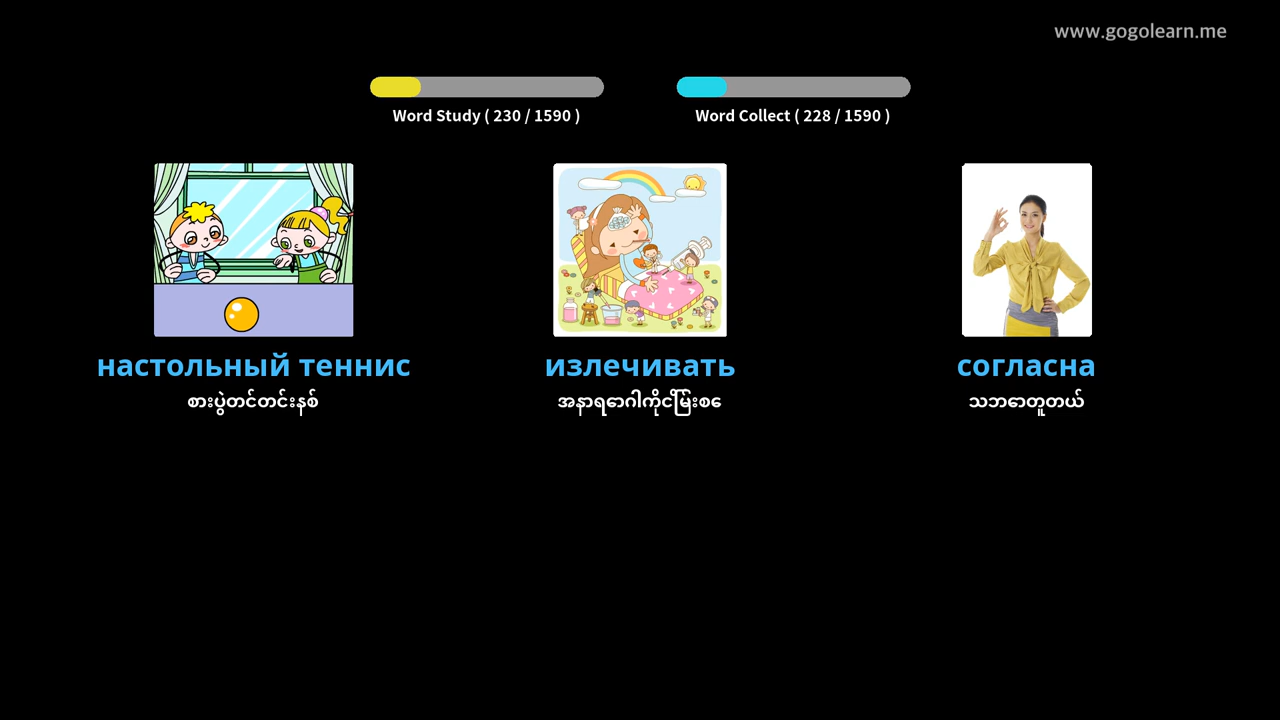 www.gogolearn.me
Word Study ( 230 / 1590 )
Word Collect ( 228 / 1590 )
настольный теннис
излечивать
согласна
စားပွဲတင်တင်းနစ်
အနာရောဂါကိုငြိမ်းစေ
သဘောတူတယ်